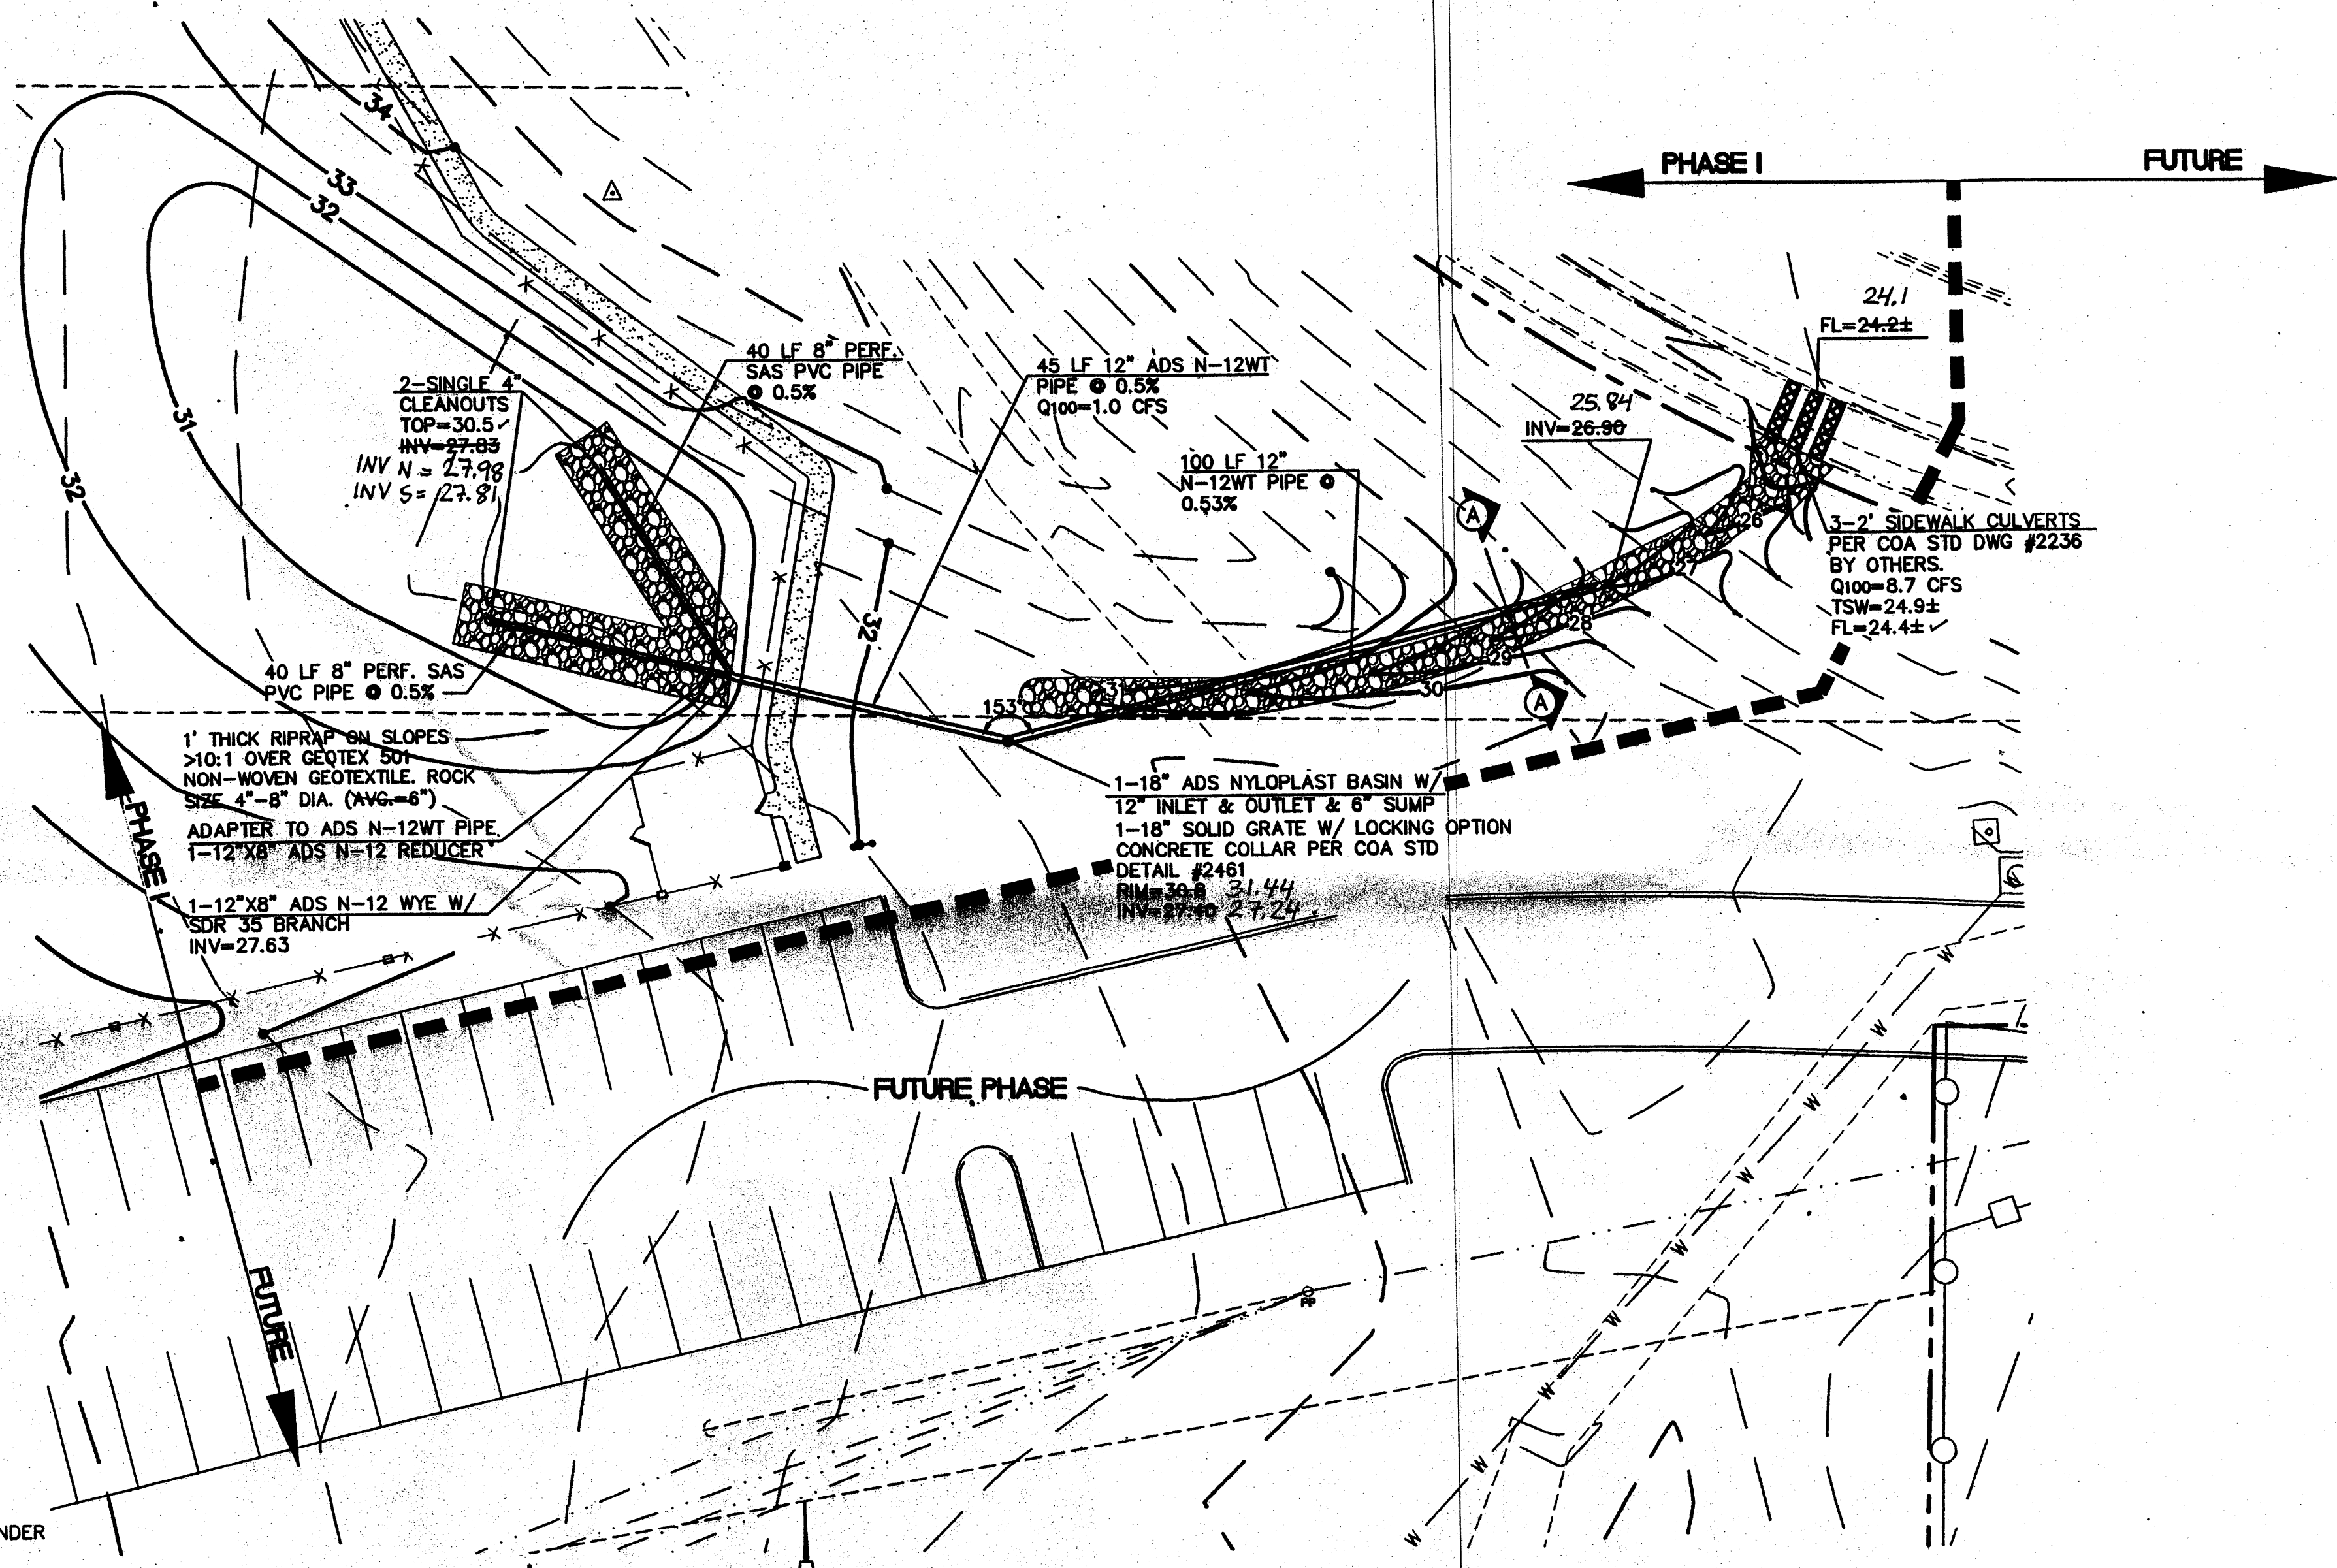 PHASE I
FUTURE
34
33
32
31
32
24.1
FL=24.2±
40 LF 8" PERF.
SAS PVC PIPE
@ 0.5%
45 LF 12" ADS N-12WT
PIPE @ 0.5%
Q100=1.0 CFS
2-SINGLE 4"
CLEANOUTS
TOP=30.5✓
INV=27.83
INV N = 27.98
INV S= 27.81
25.84
INV=26.90
100 LF 12"
N-12WT PIPE @
0.53%
A
26
27
28
29
30
31
32
3-2' SIDEWALK CULVERTS
PER COA STD DWG #2236
BY OTHERS.
Q100=8.7 CFS
TSW=24.9±
FL=24.4± ✓
40 LF 8" PERF. SAS
PVC PIPE @ 0.5%
153°
A
1' THICK RIPRAP ON SLOPES
>10:1 OVER GEOTEX 501
NON-WOVEN GEOTEXTILE. ROCK
SIZE 4"-8" DIA. (AVG.=6")
ADAPTER TO ADS N-12WT PIPE
1-12"X8" ADS N-12 REDUCER
1-12"X8" ADS N-12 WYE W/
SDR 35 BRANCH
INV=27.63
1-18" ADS NYLOPLAST BASIN W/
12" INLET & OUTLET & 6" SUMP
1-18" SOLID GRATE W/ LOCKING OPTION
CONCRETE COLLAR PER COA STD
DETAIL #2461
RIM=30.8 31.44
INV=27.40 27.24
PHASE I
FUTURE
FUTURE PHASE
W
W
W
W
W
W
W
W
W
PP
NDER